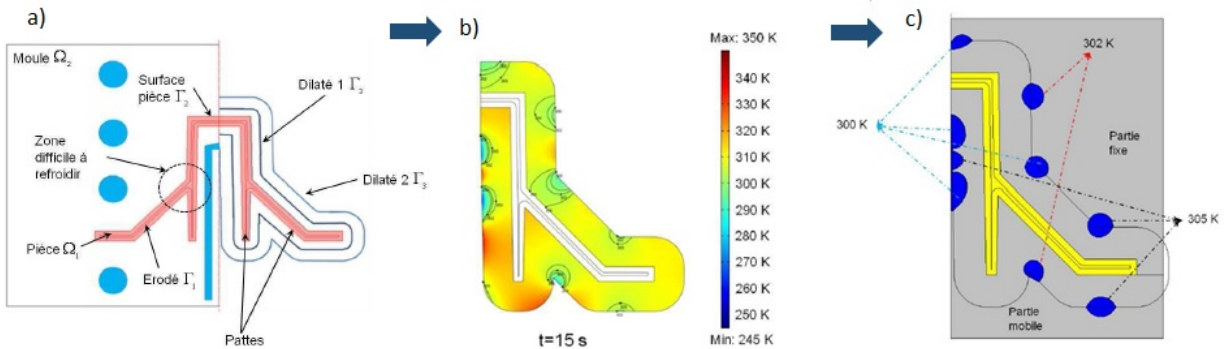 a)
Moule Ω₂
Surface
pièce Γ₂
Dilaté 1 Γ₂
Zone
difficile à
refroidir
Dilaté 2 Γ₃
Pièce Ω₁
Erodé Γ₁
Pattes
b)
Max: 350 K
350 K
340 K
330 K
320 K
310 K
300 K
290 K
280 K
270 K
260 K
250 K
Min: 245 K
t=15 s
c)
302 K
300 K
Partie
fixe
305 K
Partie
mobile